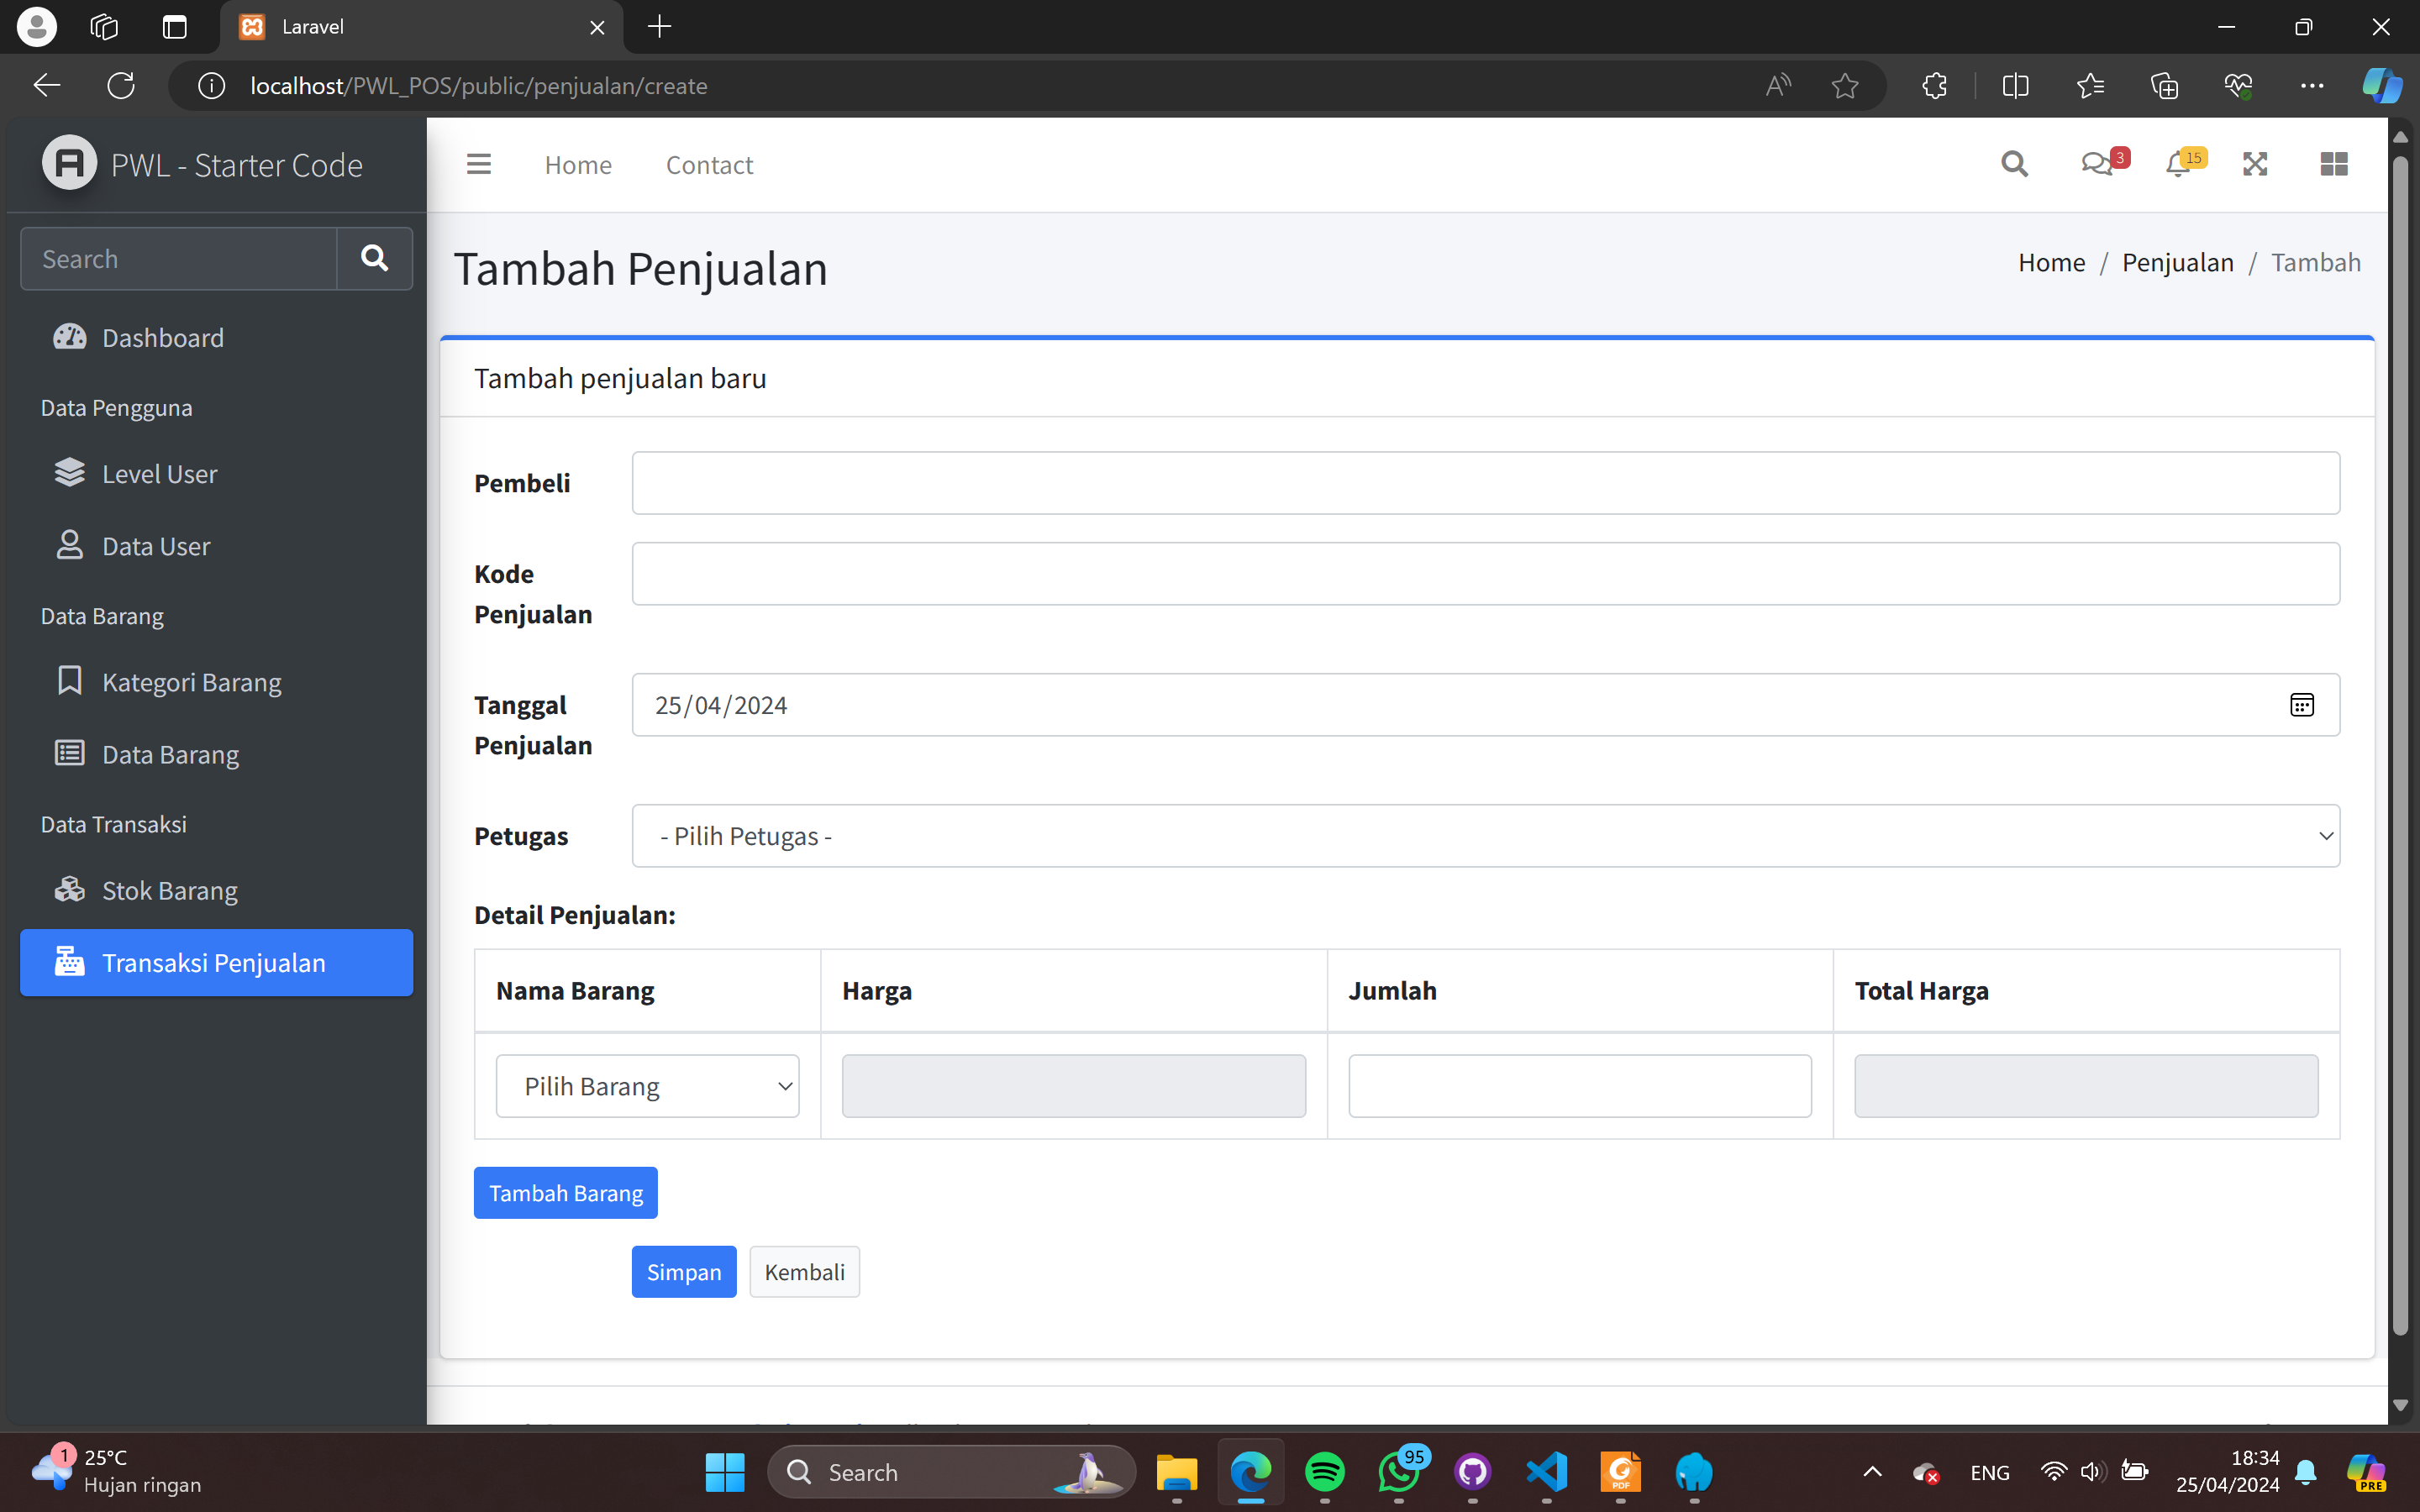 Laravel
localhost/PWL_POS/public/penjualan/create
PWL - Starter Code
Home
Contact
3
15
Search
Dashboard
Data Pengguna
Level User
Data User
Data Barang
Kategori Barang
Data Barang
Data Transaksi
Stok Barang
Transaksi Penjualan
Tambah Penjualan
Home / Penjualan / Tambah
Tambah penjualan baru
Pembeli
Kode
Penjualan
Tanggal
Penjualan
25/04/2024
Petugas
- Pilih Petugas -
Detail Penjualan:
Nama Barang
Harga
Jumlah
Total Harga
Pilih Barang
Tambah Barang
Simpan
Kembali
1
25°C
Hujan ringan
Search
95
PDF
ENG
18:34
25/04/2024
PRE